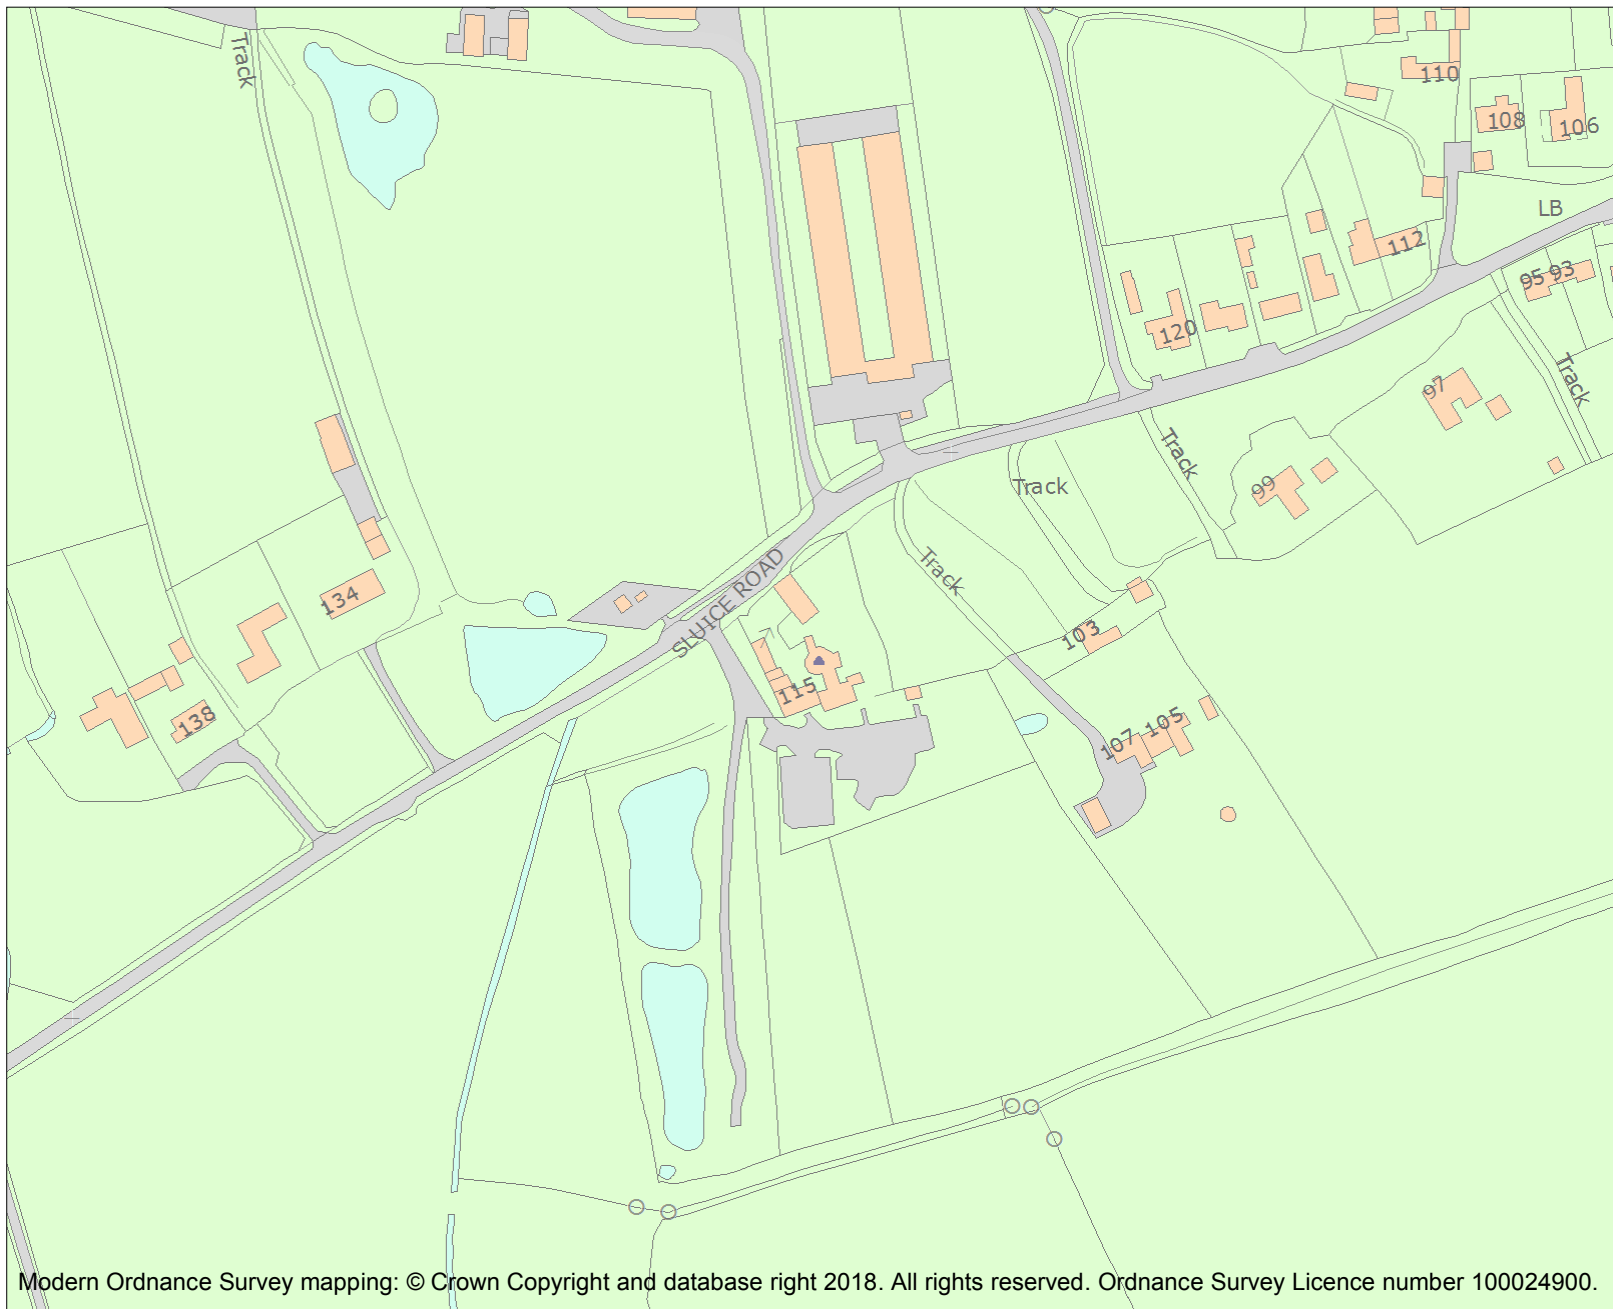 Track
110
108
106
LB
112
95 93
120
97
Track
Track
99
Track
Track
134
SLUICE ROAD
103
115
138
105
107
Modern Ordnance Survey mapping: © Crown Copyright and database right 2018. All rights reserved. Ordnance Survey Licence number 100024900.